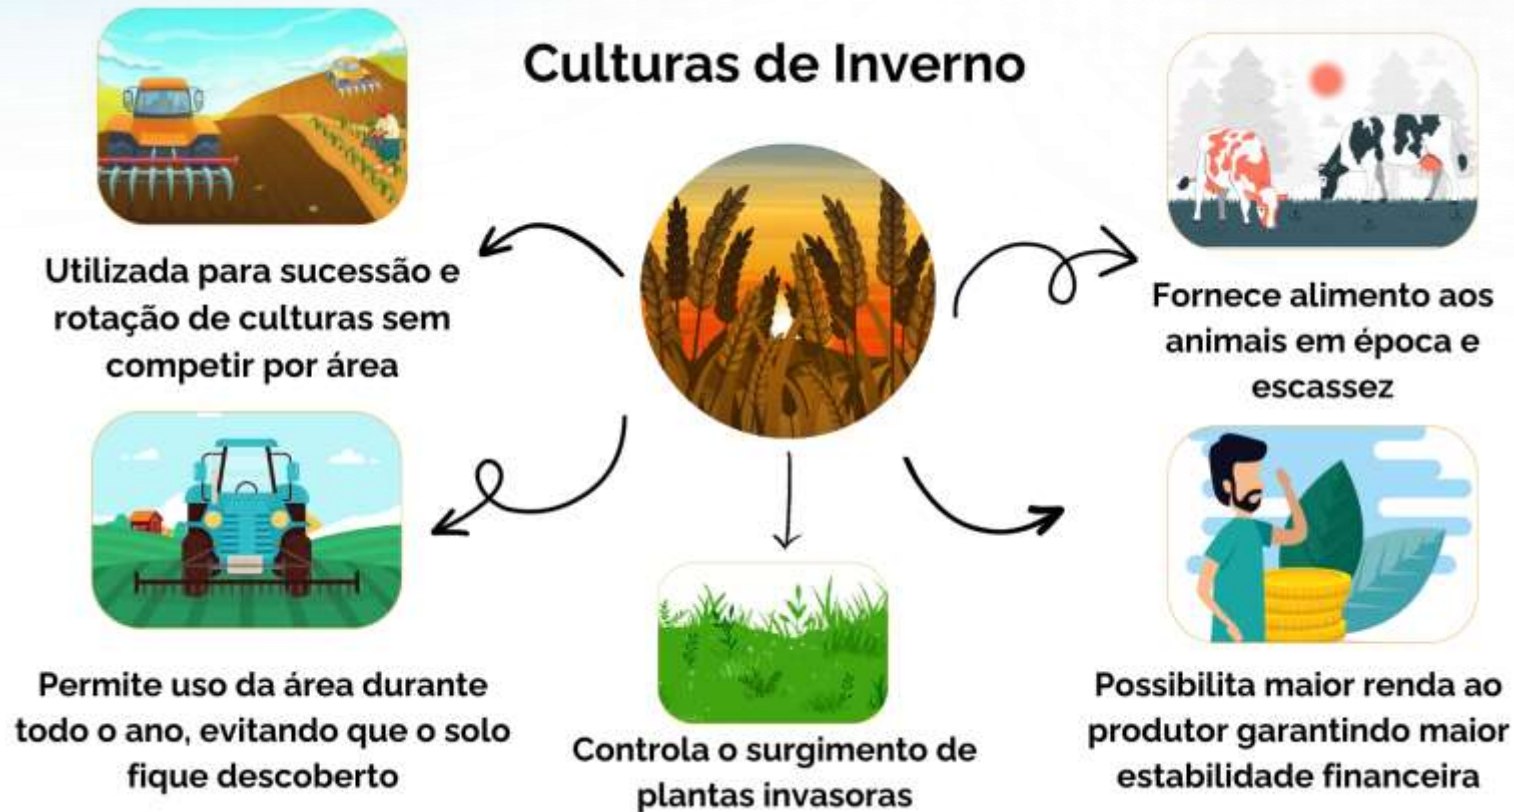 Culturas de Inverno
Utilizada para sucessão e
rotação de culturas sem
competir por área
Fornece alimento aos
animais em época e
escassez
Permite uso da área durante
todo o ano, evitando que o solo
fique descoberto
Controla o surgimento de
plantas invasoras
Possibilita maior renda ao
produtor garantindo maior
estabilidade financeira